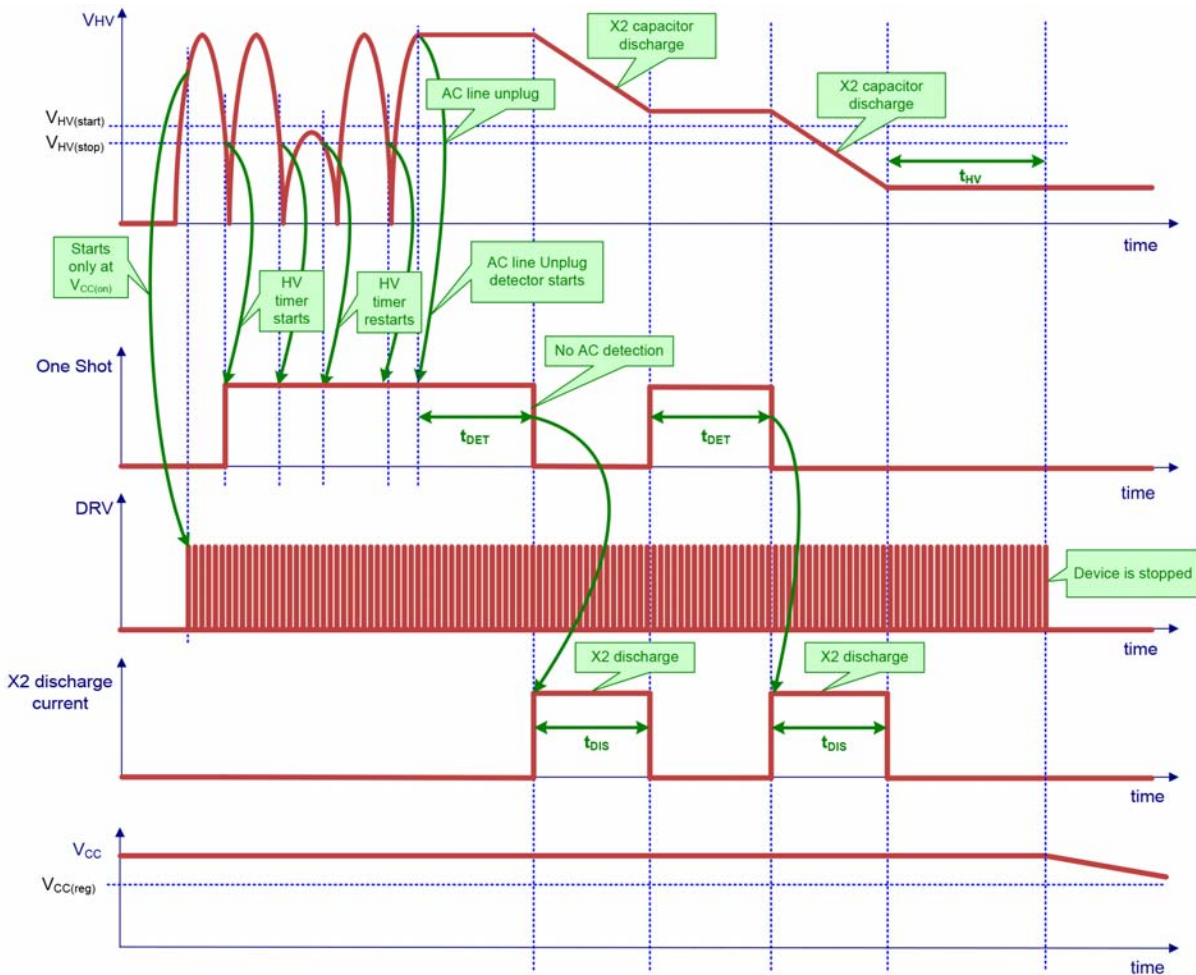 VHV
X2 capacitor
discharge
AC line unplug
X2 capacitor
discharge
VHV(start)
VHV(stop)
tHV
time
Starts
only at
VCC(on)
HV
timer
starts
HV
timer
restarts
AC line Unplug
detector starts
One Shot
No AC detection
tDET
tDET
time
DRV
Device is stopped
time
X2 discharge
current
X2 discharge
X2 discharge
tDIS
tDIS
time
VCC
VCC(reg)
time